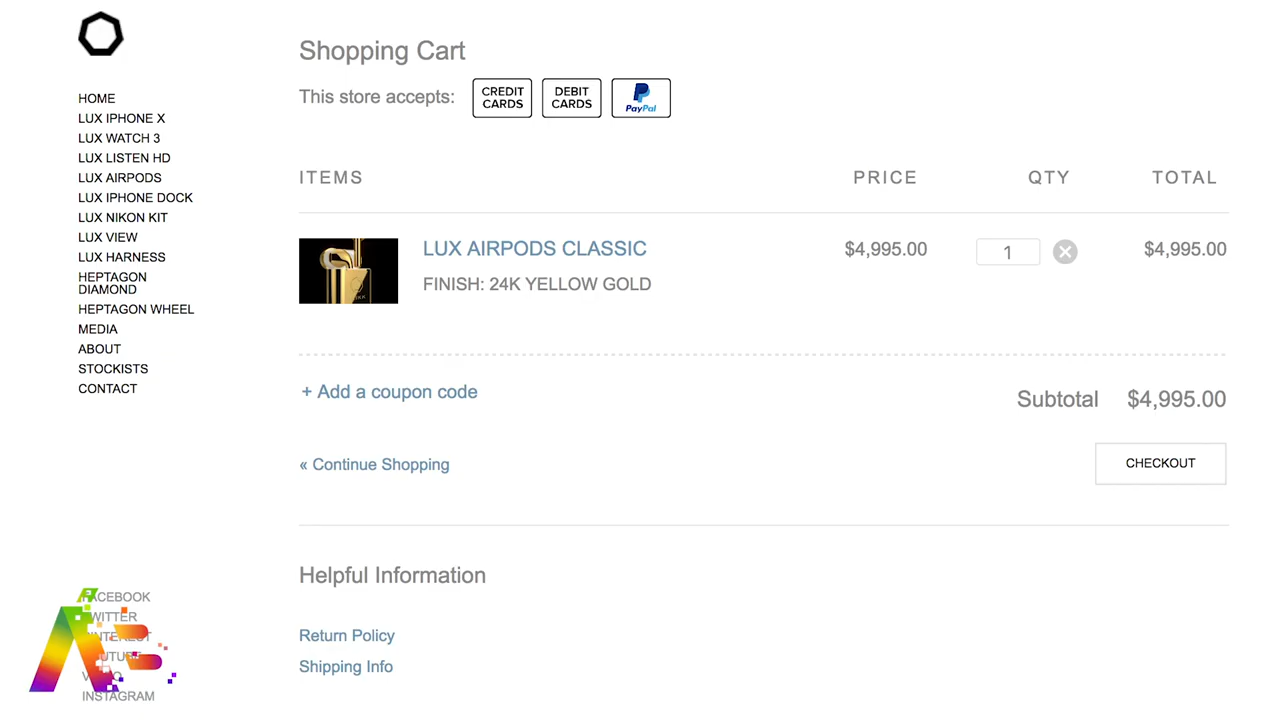 HOME
LUX IPHONE X
LUX WATCH 3
LUX LISTEN HD
LUX AIRPODS
LUX IPHONE DOCK
LUX NIKON KIT
LUX VIEW
LUX HARNESS
HEPTAGON
DIAMOND
HEPTAGON WHEEL
MEDIA
ABOUT
STOCKISTS
CONTACT
Shopping Cart
This store accepts: CREDIT CARDS DEBIT CARDS PayPal
ITEMS PRICE QTY TOTAL
LUX AIRPODS CLASSIC $4,995.00 1 $4,995.00
FINISH: 24K YELLOW GOLD
+ Add a coupon code
Subtotal $4,995.00
« Continue Shopping
CHECKOUT
Helpful Information
Return Policy
Shipping Info
FACEBOOK
TWITTER
PINTEREST
INSTAGRAM